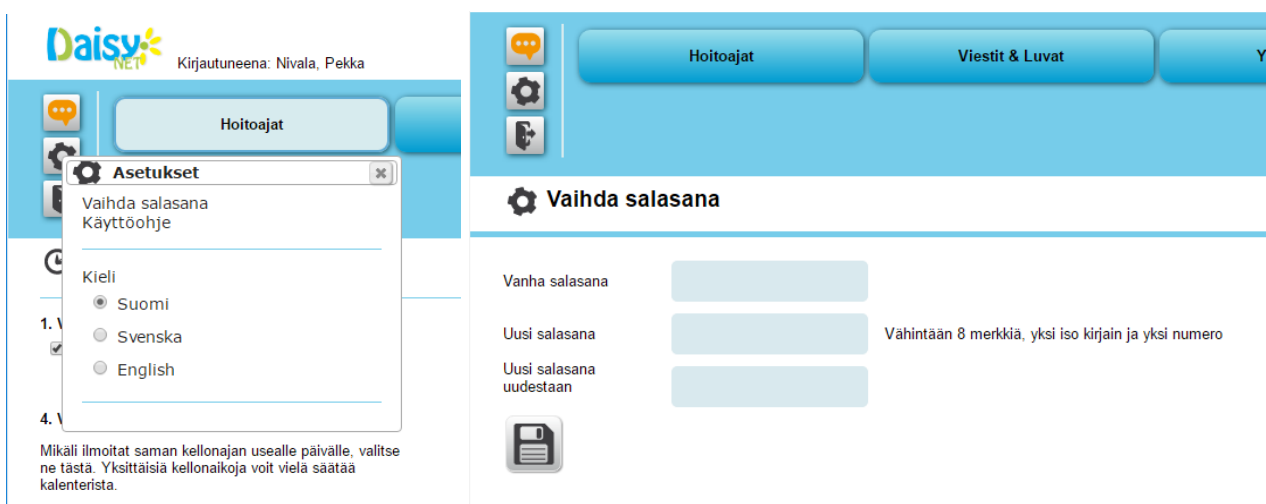 Daisy
NET
Kirjautuneena: Nivala, Pekka
Hoitoajat
Asetukset
Vaihda salasana
Käyttöohje
Kieli
Suomi
Svenska
English
1. V
4. V
Mikäli ilmoitat saman kellonajan usealle päivälle, valitse
ne tästä. Yksittäisiä kellonaikoja voit vielä säätää
kalenterista.
Hoitoajat
Viestit & Luvat
Y
Vaihda salasana
Vanha salasana
Uusi salasana
Vähintään 8 merkkiä, yksi iso kirjain ja yksi numero
Uusi salasana
uudestaan